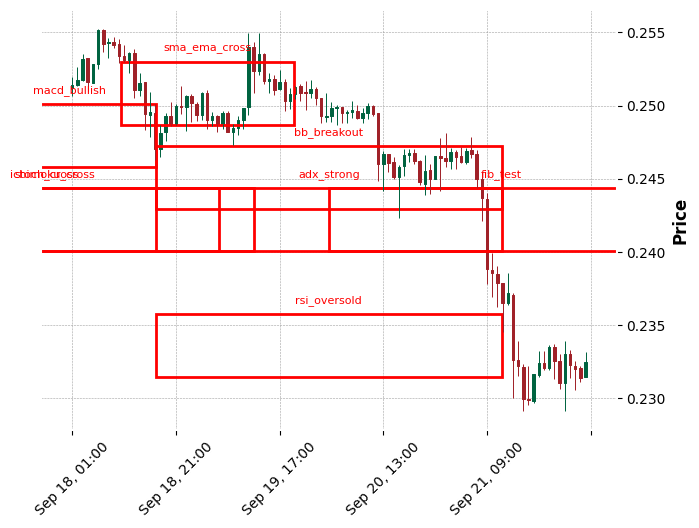 sma_ema_cross
macd_bullish
bb_breakout
stoch_cross
adx_strong
fib_test
rsi_oversold
0.255
0.250
0.245
0.240
0.235
0.230
Price
Sep 18, 01:00
Sep 18, 21:00
Sep 19, 17:00
Sep 20, 13:00
Sep 21, 09:00